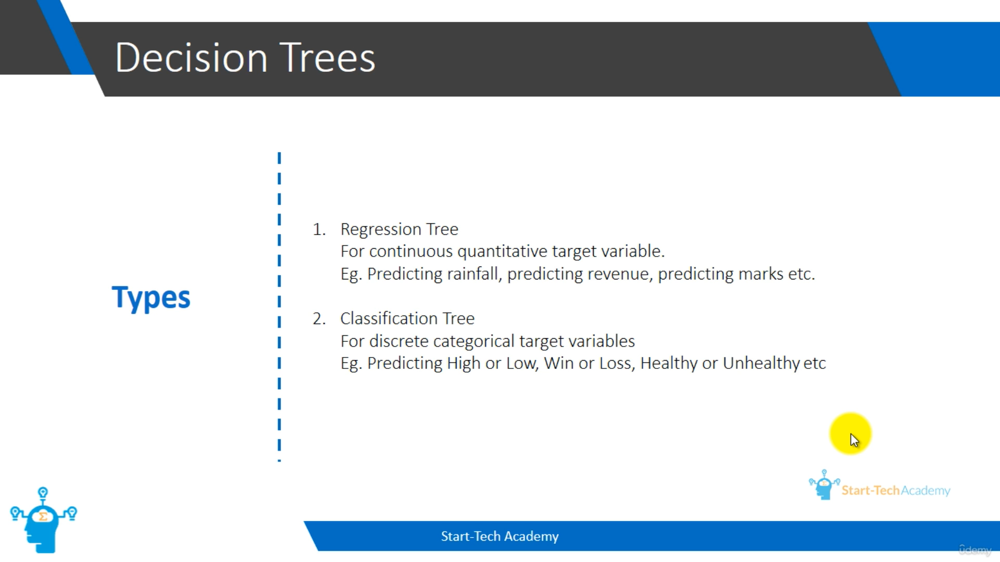 Decision Trees
Types
1. Regression Tree
For continuous quantitative target variable.
Eg. Predicting rainfall, predicting revenue, predicting marks etc.
2. Classification Tree
For discrete categorical target variables
Eg. Predicting High or Low, Win or Loss, Healthy or Unhealthy etc
Σ
Start-TechAcademy
Start-Tech Academy
udemy